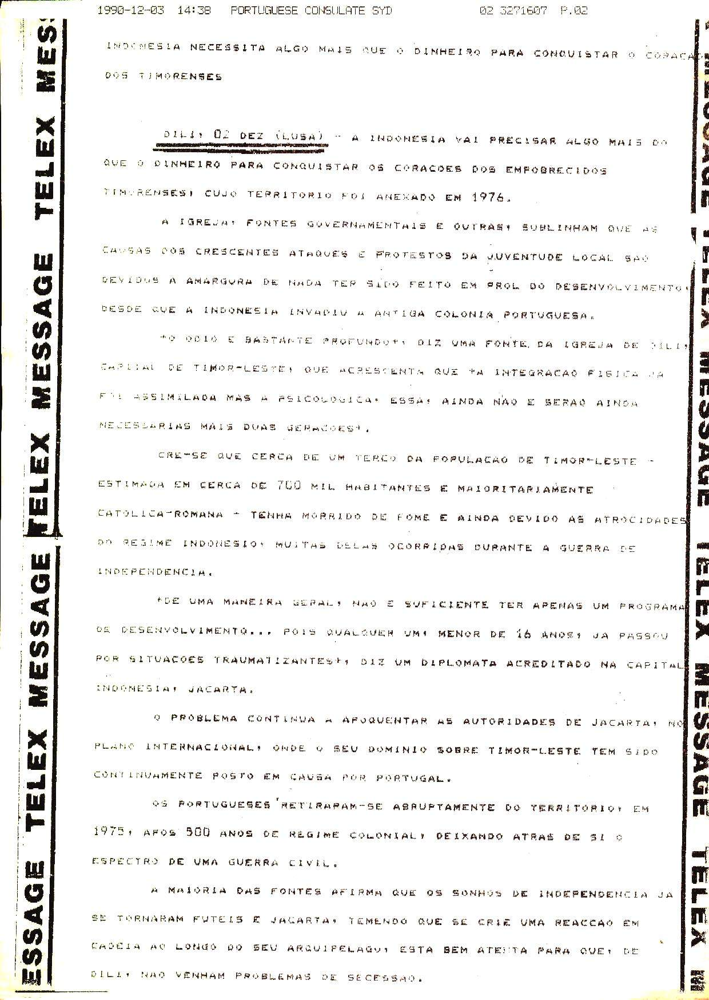 1990-12-03 14:38 PORTUGUESE CONSULATE SYD 02 3271607 P.02
INDONESIA NECESSITA ALGO MAIS QUE O DINHEIRO PARA CONQUISTAR O CORACAO
DOS TIMORENSES
DILI, 02 DEZ (LUSA) - A INDONESIA VAI PRECISAR ALGO MAIS DO
QUE O DINHEIRO PARA CONQUISTAR OS CORACOES DOS EMPOBRECIDOS
TIMORENSES, CUJO TERRITORIO FOI ANEXADO EM 1976.
A IGREJA, FONTES GOVERNAMENTAIS E OUTRAS, SUBLINHAM QUE AS
CAUSAS DOS CRESCENTES ATAQUES E PROTESTOS DA JUVENTUDE LOCAL SAO
DEVIDOS A AMARGURA DE NADA TER SIDO FEITO EM PROL DO DESENVOLVIMENTO,
DESDE QUE A INDONESIA INVADIU A ANTIGA COLONIA PORTUGUESA.
+O ODIO E BASTANTE PROFUNDO+, DIZ UMA FONTE DA IGREJA DE DILI,
CAPITAL DE TIMOR-LESTE, QUE ACRESCENTA QUE +A INTEGRACAO FISICA JA
FOI ASSIMILADA MAS A PSICOLOGICA, ESSA, AINDA NAO E SERAO AINDA
NECESSARIAS MAIS DUAS GERACOES+.
CRE-SE QUE CERCA DE UM TERCO DA POPULACAO DE TIMOR-LESTE -
ESTIMADA EM CERCA DE 700 MIL HABITANTES E MAIORITARIAMENTE
CATOLICA-ROMANA - TENHA MORRIDO DE FOME E AINDA DEVIDO AS ATROCIDADES
DO REGIME INDONESIO, MUITAS DELAS OCORRIDAS DURANTE A GUERRA DE
INDEPENDENCIA.
+DE UMA MANEIRA GERAL, NAO E SUFICIENTE TER APENAS UM PROGRAMA
DE DESENVOLVIMENTO... POIS QUALQUER UM, MENOR DE 16 ANOS, JA PASSOU
POR SITUACOES TRAUMATIZANTES+, DIZ UM DIPLOMATA ACREDITADO NA CAPITAL
INDONESIA, JACARTA.
O PROBLEMA CONTINUA A APOQUENTAR AS AUTORIDADES DE JACARTA, NO
PLANO INTERNACIONAL, ONDE O SEU DOMINIO SOBRE TIMOR-LESTE TEM SIDO
CONTINUAMENTE POSTO EM CAUSA POR PORTUGAL.
OS PORTUGUESES RETIRARAM-SE ABRUPTAMENTE DO TERRITORIO, EM
1975, APOS 500 ANOS DE REGIME COLONIAL, DEIXANDO ATRAS DE SI O
ESPECTRO DE UMA GUERRA CIVIL.
A MAIORIA DAS FONTES AFIRMA QUE OS SONHOS DE INDEPENDENCIA JA
SE TORNARAM FUTEIS E JACARTA, TEMENDO QUE SE CRIE UMA REACCAO EM
CADEIA AO LONGO DO SEU ARQUIPELAGO, ESTA BEM ATENTA PARA QUE, DE
DILI, NAO VENHAM PROBLEMAS DE SECESSAO.
ESSAGE TELEX MESSAGE TELEX MESSAGE TELEX MES
MESSAGE TELEX MESSAGE TELEX MESSAGE TELEX M